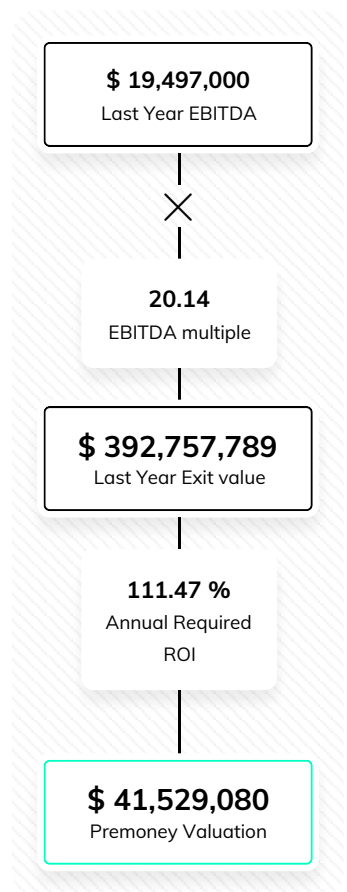 $ 19,497,000
Last Year EBITDA
20.14
EBITDA multiple
$ 392,757,789
Last Year Exit value
111.47 %
Annual Required
ROI
$ 41,529,080
Premoney Valuation